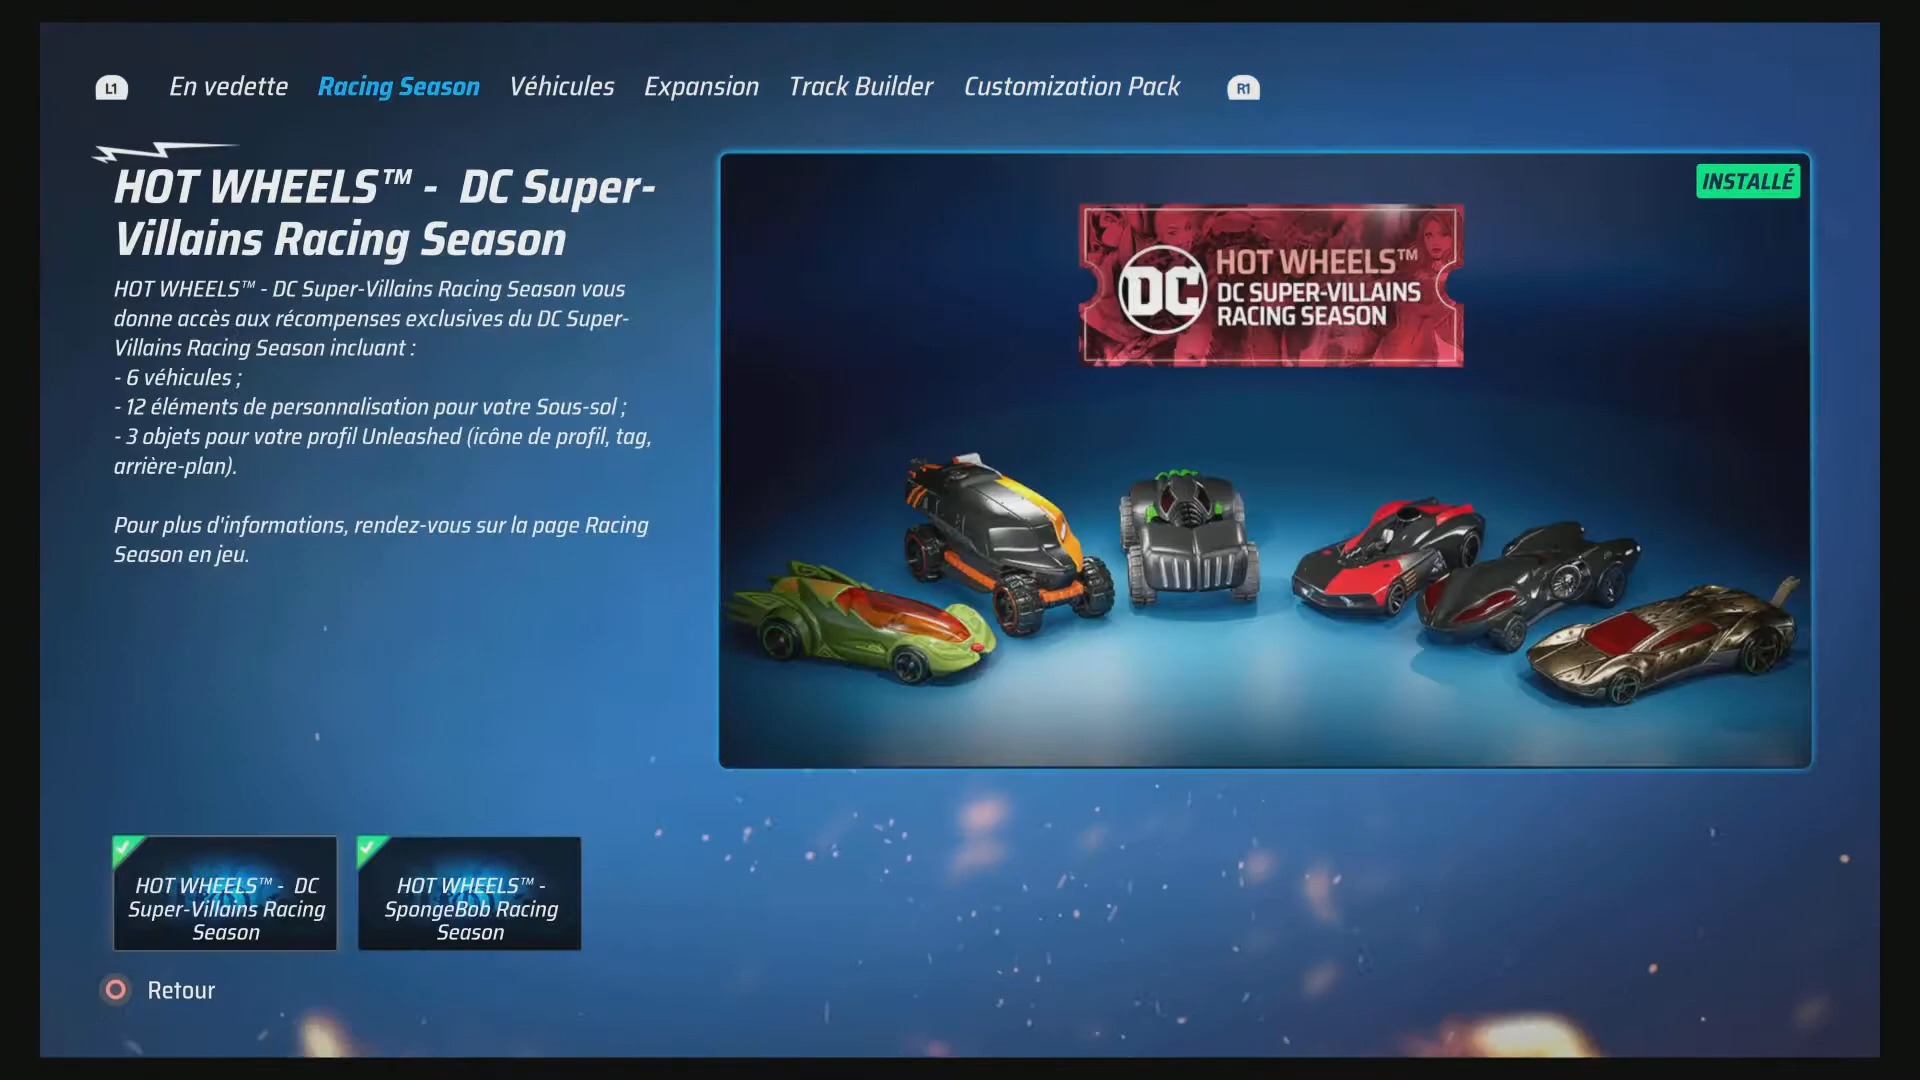 L1 En vedette Racing Season Véhicules Expansion Track Builder Customization Pack R1
HOT WHEELS™ - DC Super-
Villains Racing Season
HOT WHEELS™ - DC Super-Villains Racing Season vous
donne accès aux récompenses exclusives du DC Super-
Villains Racing Season incluant :
- 6 véhicules ;
- 12 éléments de personnalisation pour votre Sous-sol ;
- 3 objets pour votre profil Unleashed (icône de profil, tag,
arrière-plan).
Pour plus d'informations, rendez-vous sur la page Racing
Season en jeu.
INSTALLÉ
DC
HOT WHEELS™
DC SUPER-VILLAINS
RACING SEASON
HOT WHEELS™ - DC
Super-Villains Racing
Season
HOT WHEELS™ -
SpongeBob Racing
Season
Retour